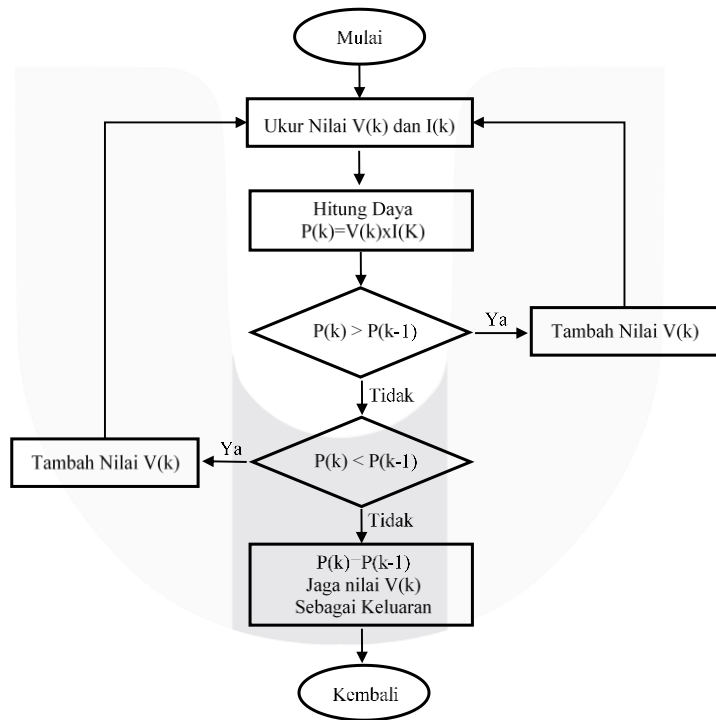 Mulai
Ukur Nilai V(k) dan I(k)
Hitung Daya
P(k)=V(k)xI(K)
P(k) > P(k-1)
Ya
Tambah Nilai V(k)
Tidak
P(k) < P(k-1)
Ya
Tambah Nilai V(k)
Tidak
P(k)=P(k-1)
Jaga nilai V(k)
Sebagai Keluaran
Kembali